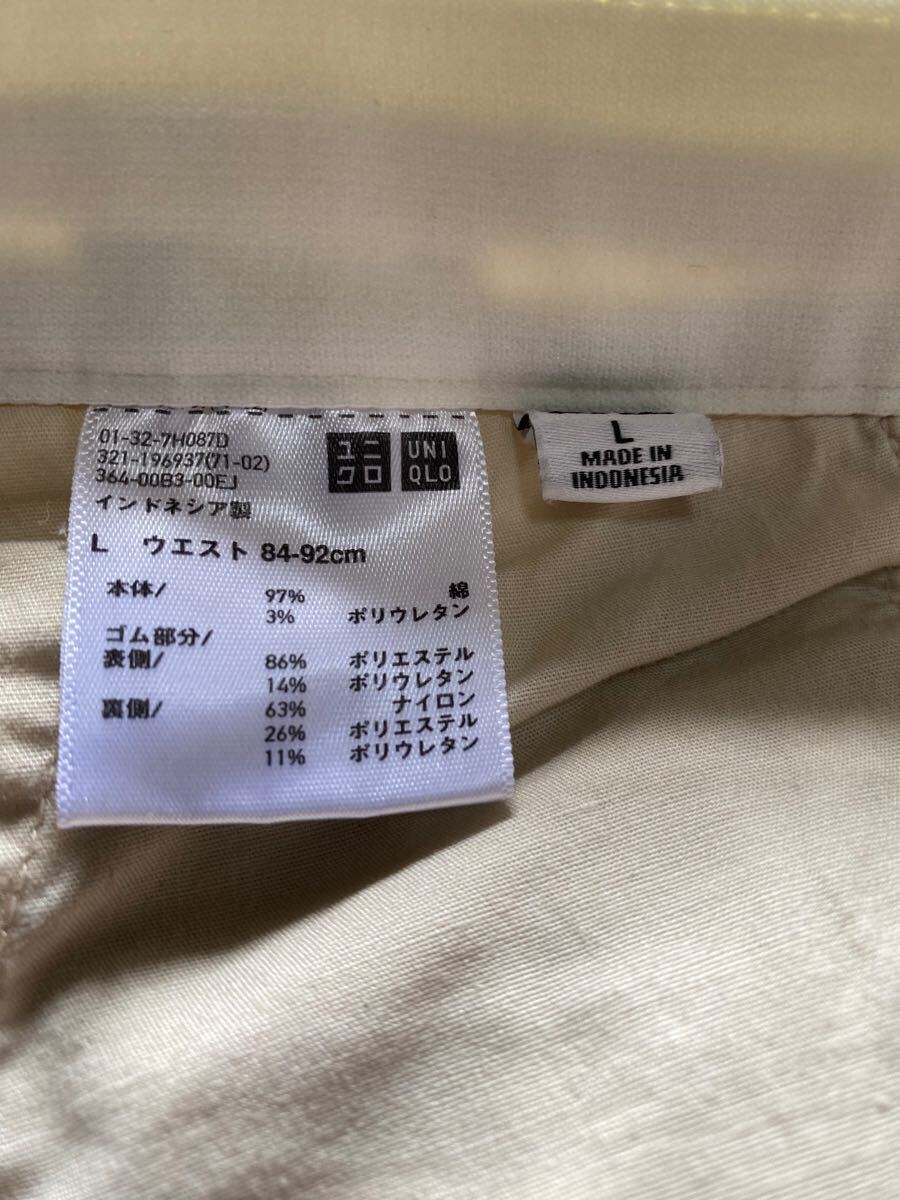 01-32-7H087D
321-196937(71-02)
364-00B3-00EJ
インドネシア製
ユニ
クロ
UNI
QLO
L ウエスト 84-92cm
本体/ 97% 綿
3% ポリウレタン
ゴム部分/
表側/ 86% ポリエステル
14% ポリウレタン
裏側/ 63% ナイロン
26% ポリエステル
11% ポリウレタン
L
MADE IN
INDONESIA